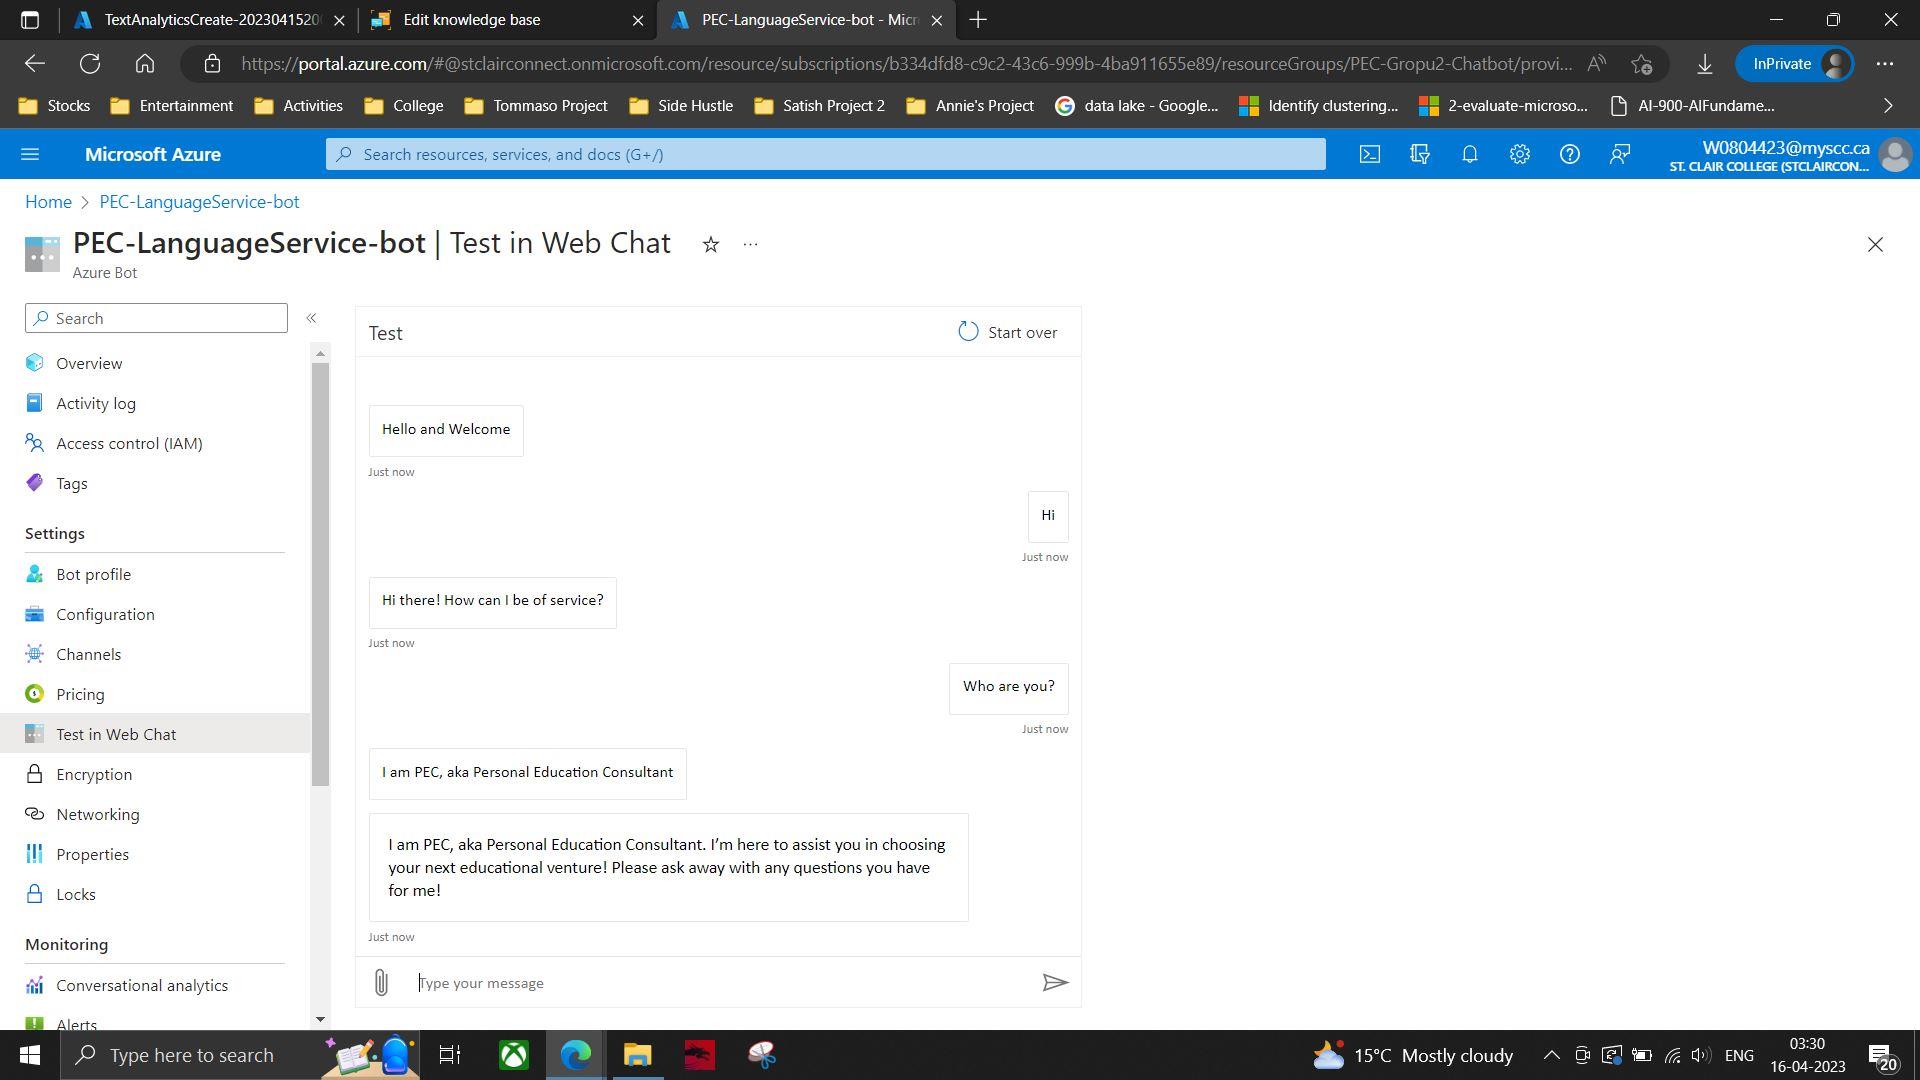 TextAnalyticsCreate-2023041520
Edit knowledge base
PEC-LanguageService-bot - Micr
https://portal.azure.com/#@stclairconnect.onmicrosoft.com/resource/subscriptions/b334dfd8-c9c2-43c6-999b-4ba911655e89/resourceGroups/PEC-Gropu2-Chatbot/provi...
InPrivate
Stocks
Entertainment
Activities
College
Tommaso Project
Side Hustle
Satish Project 2
Annie's Project
data lake - Google...
Identify clustering...
2-evaluate-microso...
AI-900-AIFundame...
Microsoft Azure
Search resources, services, and docs (G+/)
W0804423@myscc.ca
ST. CLAIR COLLEGE (STCLAIRCON...
Home > PEC-LanguageService-bot
PEC-LanguageService-bot | Test in Web Chat
Azure Bot
Search
Overview
Activity log
Access control (IAM)
Tags
Settings
Bot profile
Configuration
Channels
Pricing
Test in Web Chat
Encryption
Networking
Properties
Locks
Monitoring
Conversational analytics
Alerts
Test
Start over
Hello and Welcome
Just now
Hi
Just now
Hi there! How can I be of service?
Just now
Who are you?
Just now
I am PEC, aka Personal Education Consultant
I am PEC, aka Personal Education Consultant. I'm here to assist you in choosing
your next educational venture! Please ask away with any questions you have
for me!
Just now
Type your message
Type here to search
15°C Mostly cloudy
ENG
03:30
16-04-2023
20